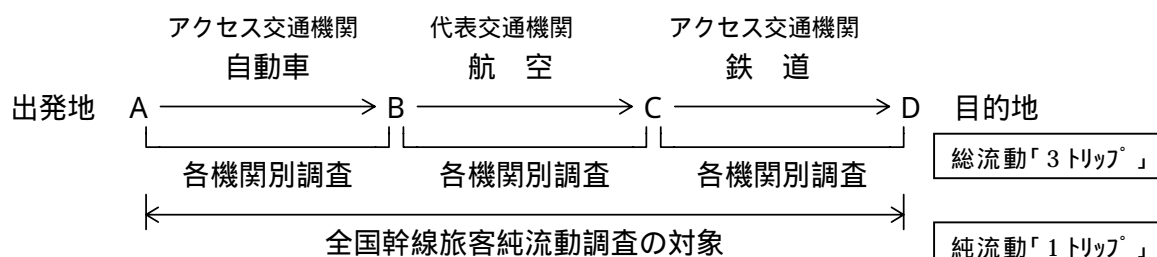 アクセス交通機関 代表交通機関 アクセス交通機関
自動車 航 空 鉄 道
出発地 A B C D 目的地
各機関別調査 各機関別調査 各機関別調査
総流動「3トリップ」
全国幹線旅客純流動調査の対象
純流動「1トリップ」